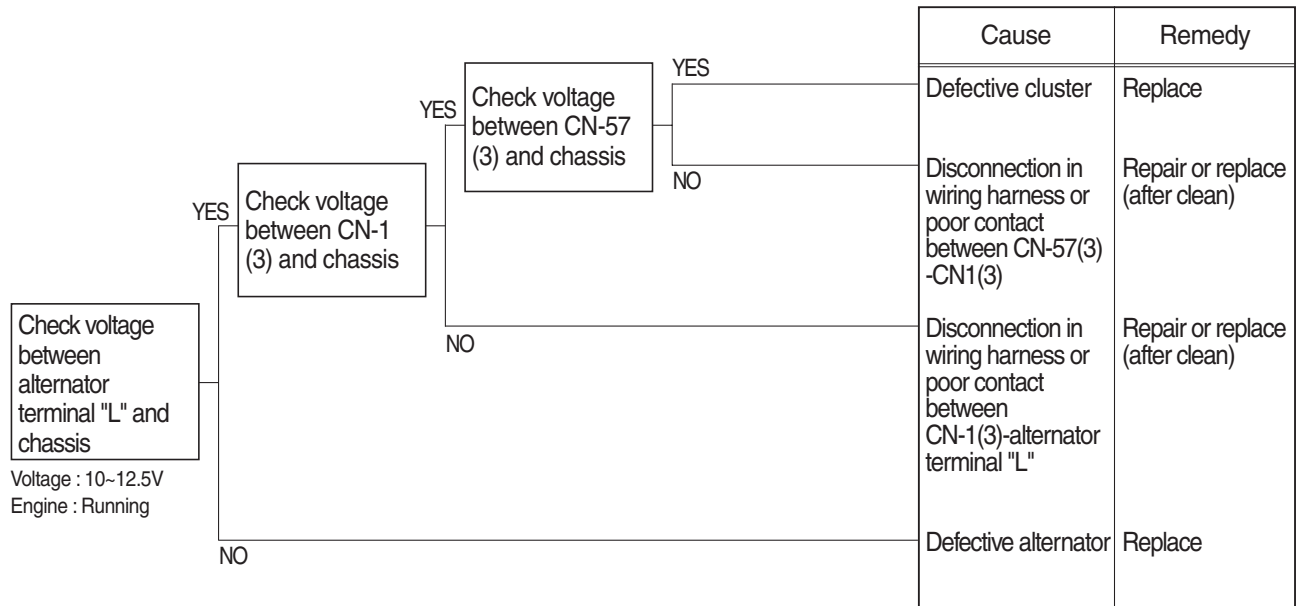 Cause
Remedy
YES
Defective cluster
Replace
YES
Check voltage
between CN-57
(3) and chassis
NO
Disconnection in
wiring harness or
poor contact
between CN-57(3)
-CN1(3)
Repair or replace
(after clean)
YES
Check voltage
between CN-1
(3) and chassis
NO
Disconnection in
wiring harness or
poor contact
between
CN-1(3)-alternator
terminal "L"
Repair or replace
(after clean)
Check voltage
between
alternator
terminal "L" and
chassis
Voltage : 10~12.5V
Engine : Running
NO
Defective alternator
Replace